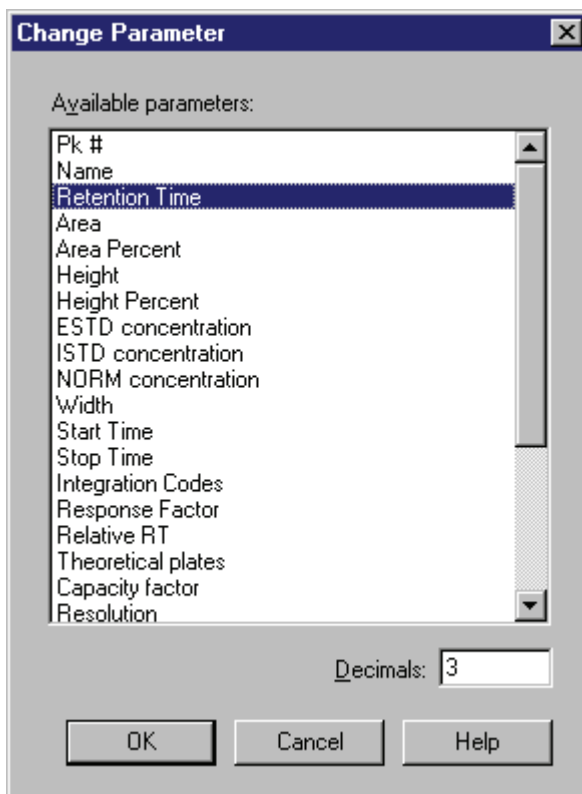 Change Parameter
Available parameters:
Pk #
Name
Retention Time
Area
Area Percent
Height
Height Percent
ESTD concentration
ISTD concentration
NORM concentration
Width
Start Time
Stop Time
Integration Codes
Response Factor
Relative RT
Theoretical plates
Capacity factor
Resolution
Decimals: 3
OK Cancel Help